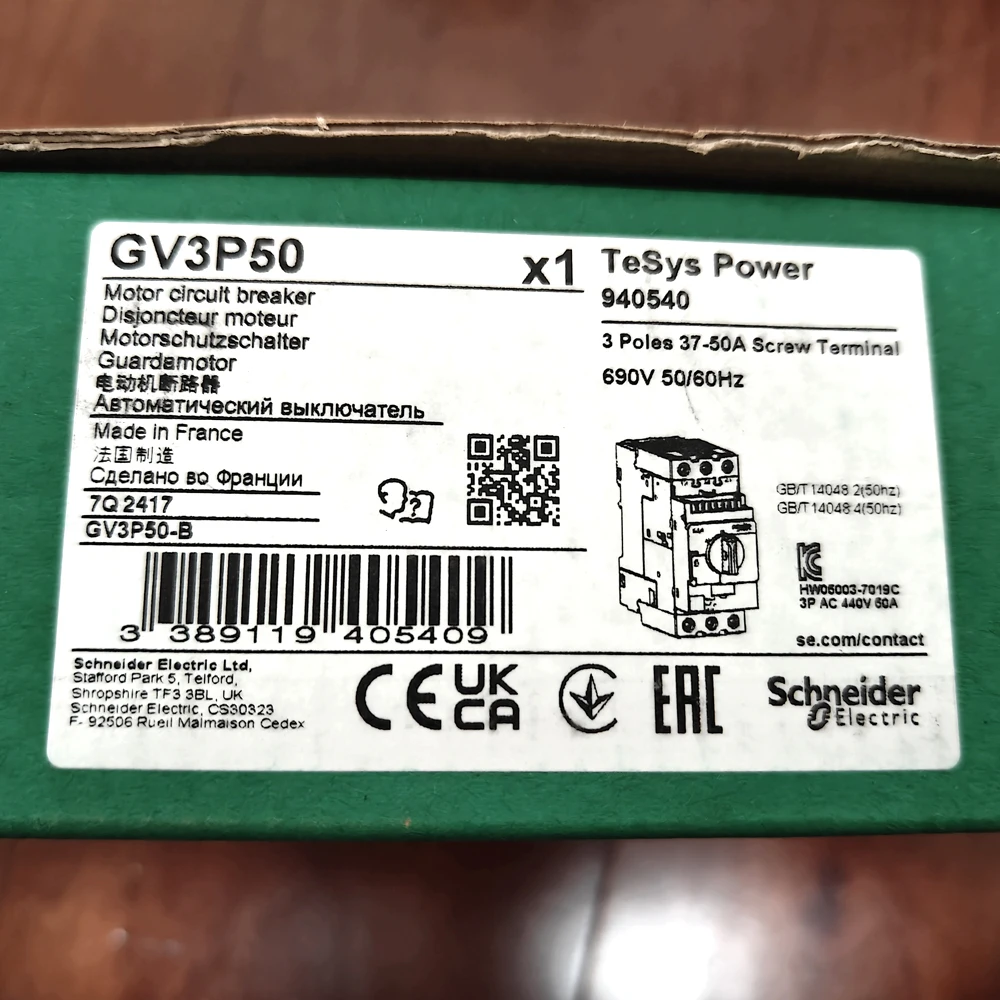 GV3P50
x1
TeSys Power
940540
Motor circuit breaker
Disjoncteur moteur
Motorschutzschalter
Guardamotor
电动机断路器
Автоматический выключатель
3 Poles 37-50A Screw Terminal
690V 50/60Hz
Made in France
法国制造
Сделано во Франции
7Q 2417
GV3P50-B
GB/T14048.2(50hz)
GB/T14048.4(50hz)
HW05003-7019C
3P AC 440V 50A
3 389119 405409
se.com/contact
Schneider Electric Ltd,
Stafford Park 5, Telford,
Shropshire TF3 3BL, UK
Schneider Electric, CS30323
F- 92506 Rueil Malmaison Cedex
CE
UK
CA
EAC
Schneider
Electric